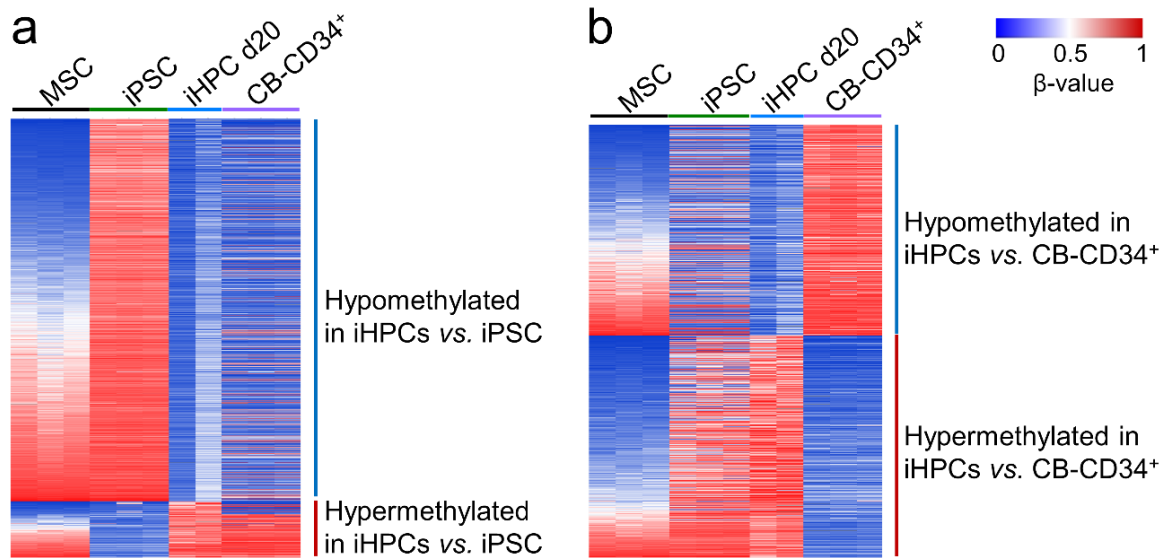 a
MSC
iPSC
iHPC d20
CB-CD34⁺
Hypomethylated
in iHPCs vs. iPSC
Hypermethylated
in iHPCs vs. iPSC
b
MSC
iPSC
iHPC d20
CB-CD34⁺
0 0.5 1
β-value
Hypomethylated in
iHPCs vs. CB-CD34⁺
Hypermethylated in
iHPCs vs. CB-CD34⁺